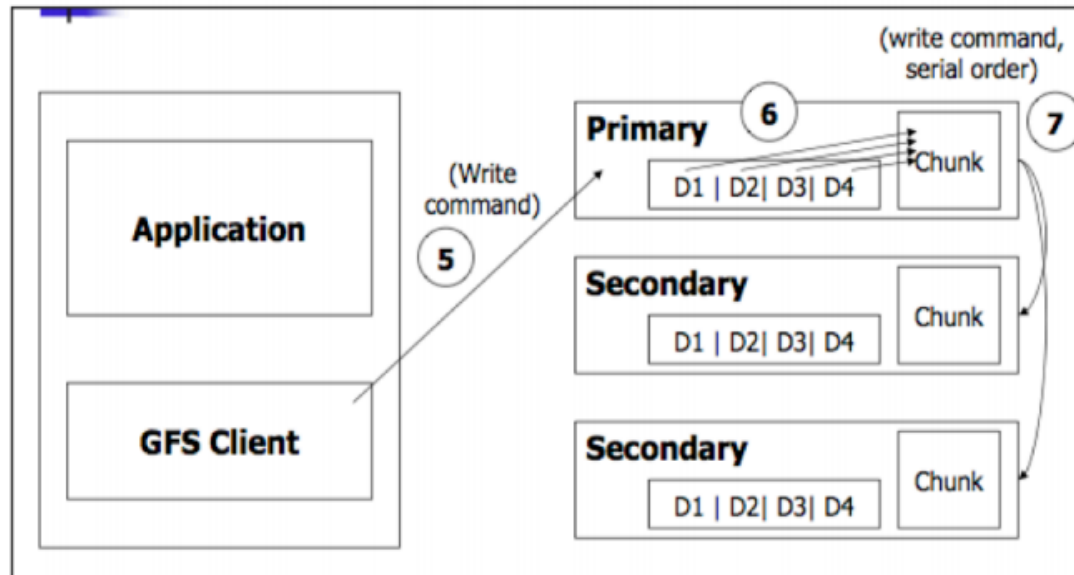 (write command,
serial order)
7
6
Primary
Chunk
D1 | D2| D3| D4
(Write
command)
5
Application
Secondary
Chunk
D1 | D2| D3| D4
GFS Client
Secondary
Chunk
D1 | D2| D3| D4